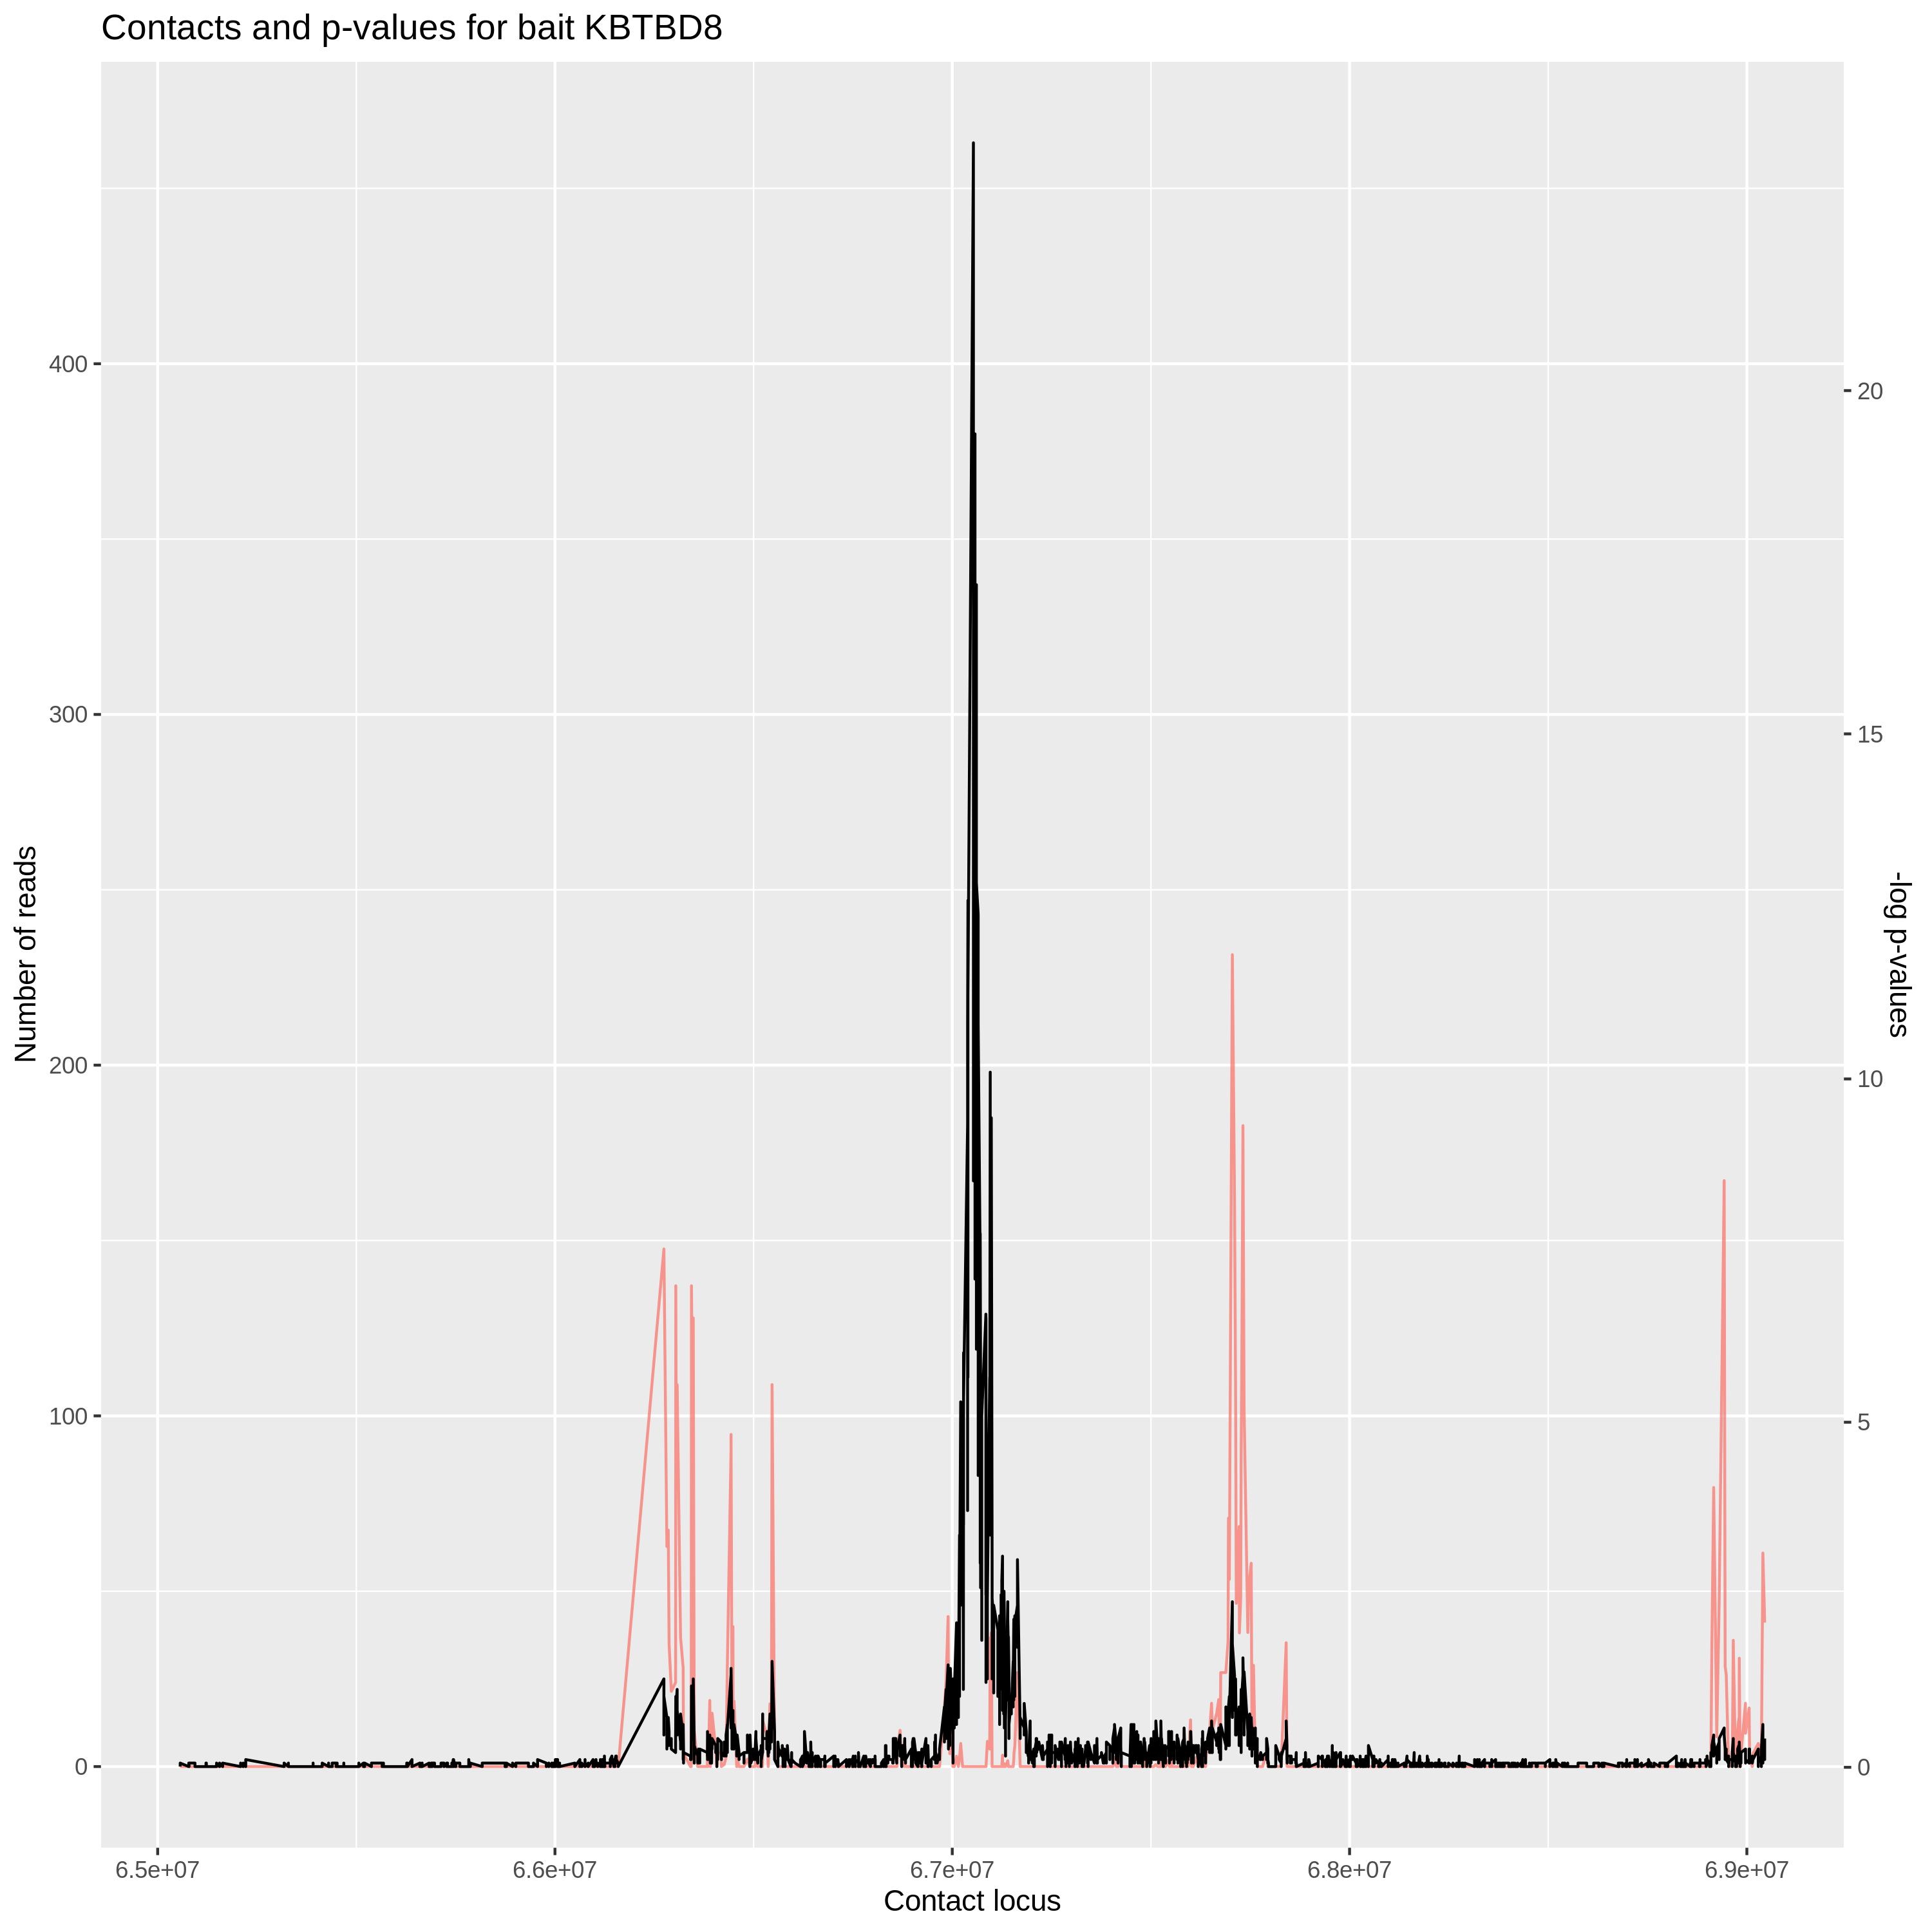 Contacts and p-values for bait KBTBD8
400
300
200
100
0
Number of reads
20
15
10
5
0
-log p-values
6.5e+07
6.6e+07
6.7e+07
6.8e+07
6.9e+07
Contact locus